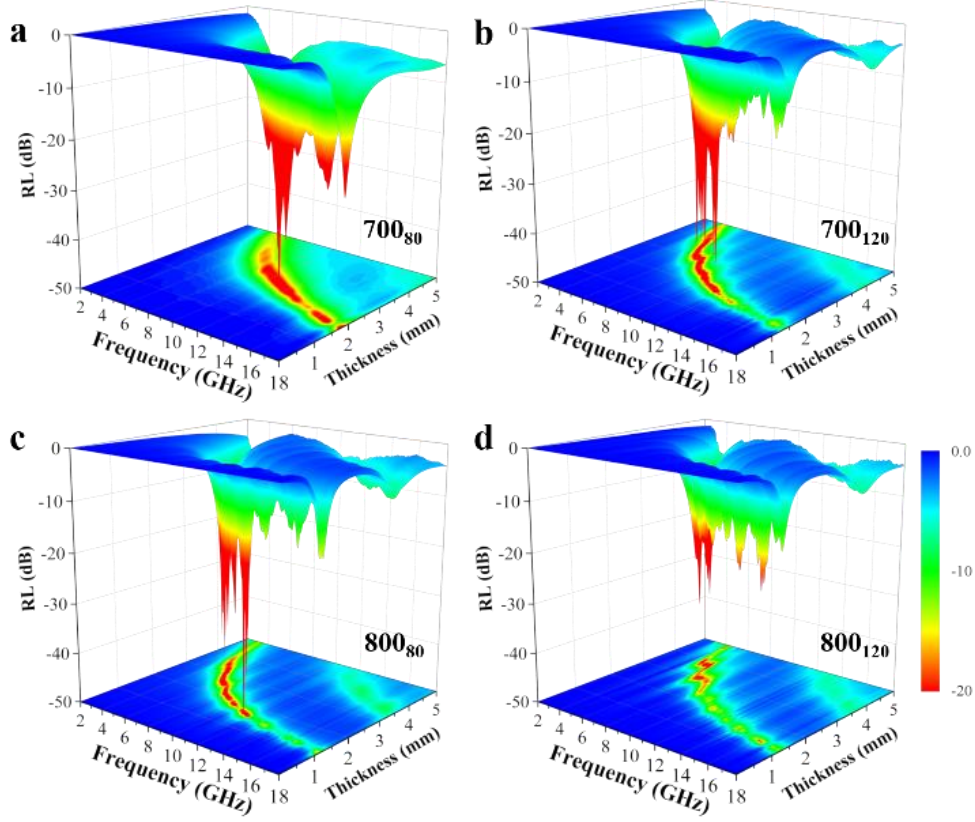 a
0
-10
-20
-30
-40
-50
RL (dB)
700₈₀
2 4 6 8 10 12 14 16 18
Frequency (GHz)
1 2 3 4 5
Thickness (mm)
b
0
-10
-20
-30
-40
-50
RL (dB)
700₁₂₀
2 4 6 8 10 12 14 16 18
Frequency (GHz)
1 2 3 4 5
Thickness (mm)
c
0
-10
-20
-30
-40
-50
RL (dB)
800₈₀
2 4 6 8 10 12 14 16 18
Frequency (GHz)
1 2 3 4 5
Thickness (mm)
d
0
-10
-20
-30
-40
-50
RL (dB)
800₁₂₀
2 4 6 8 10 12 14 16 18
Frequency (GHz)
1 2 3 4 5
Thickness (mm)
0.0
-10
-20